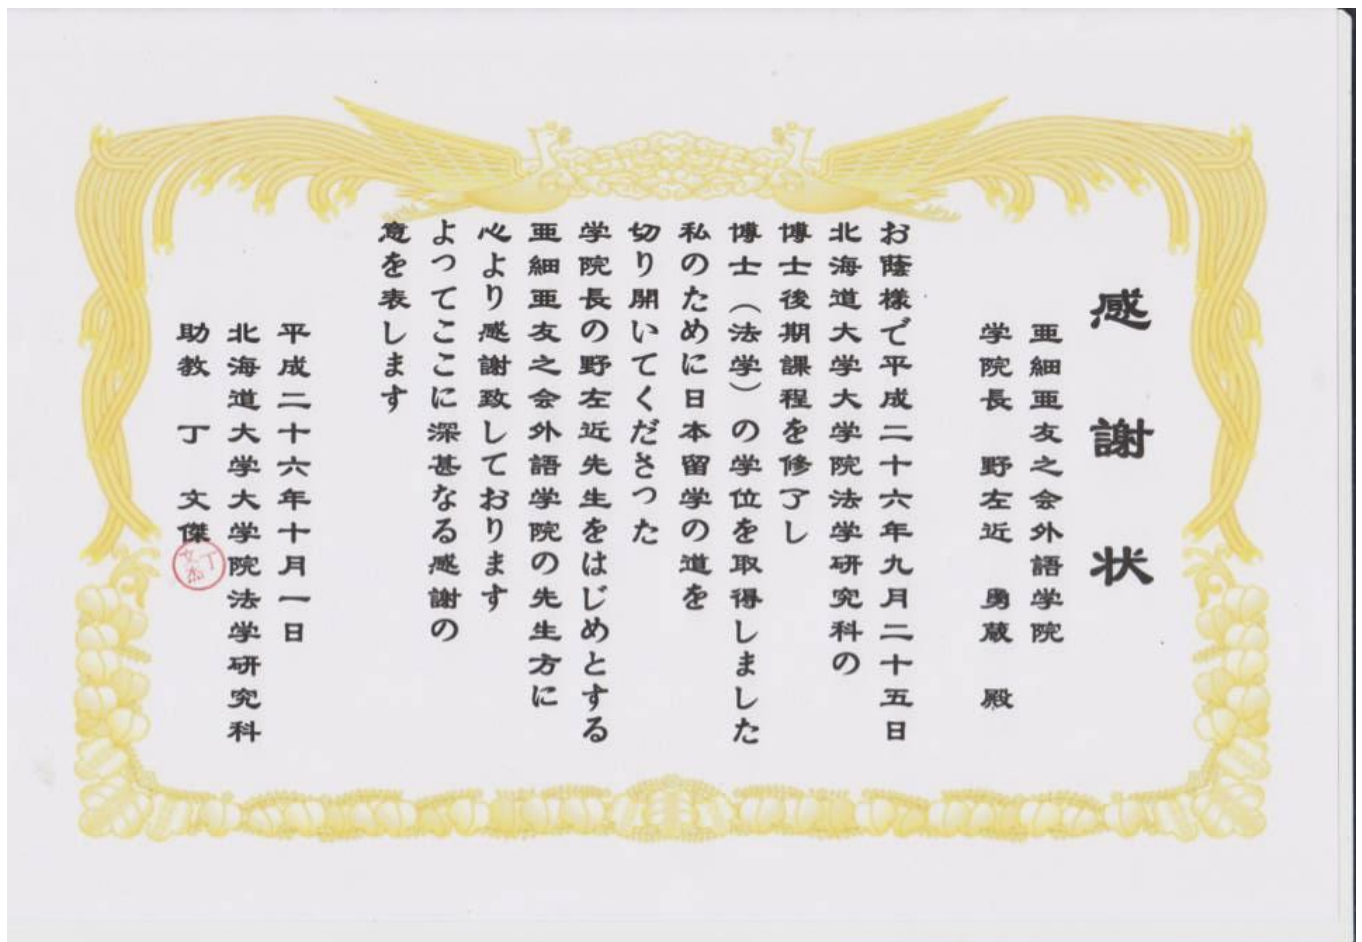 感謝状
亜細亜友之会外語学院
学院長　野左近　勇蔵　殿
お蔭様で平成二十六年九月二十五日
北海道大学大学院法学研究科の
博士後期課程を修了し
博士（法学）の学位を取得しました
私のために日本留学の道を
切り開いてくださった
学院長の野左近先生をはじめとする
亜細亜友之会外語学院の先生方に
心より感謝致しております
よってここに深甚なる感謝の
意を表します
平成二十六年十月一日
北海道大学大学院法学研究科
助教　丁　文傑
丁文杰